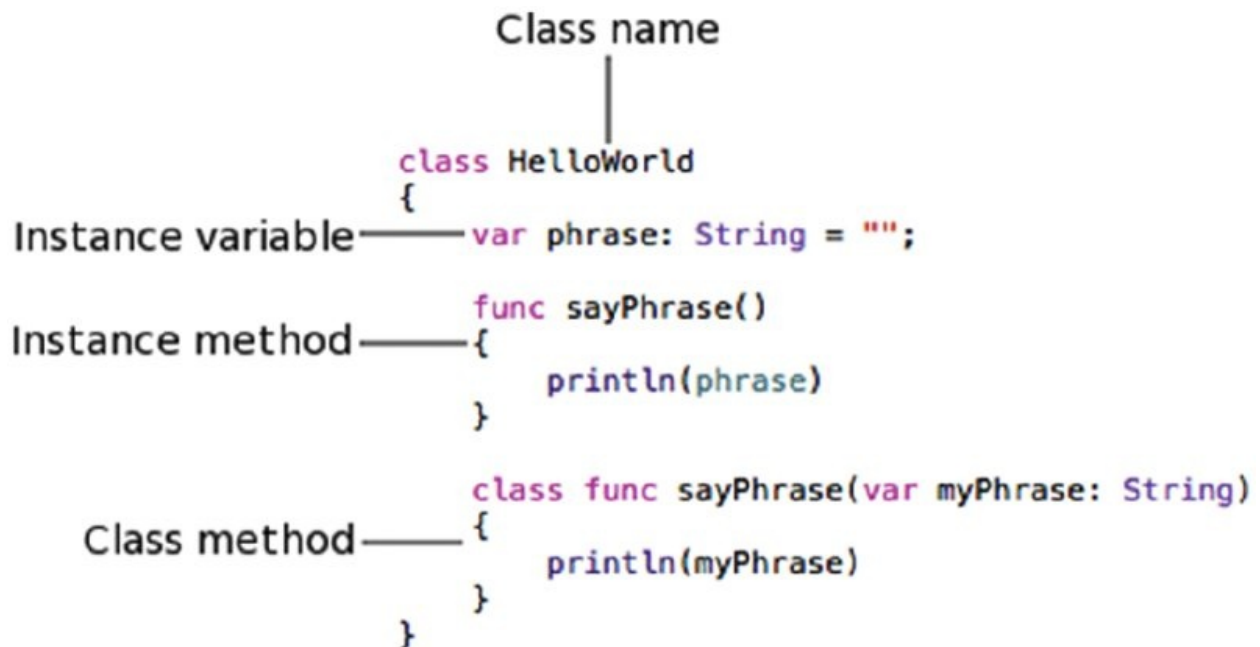 Class name
class HelloWorld
{
Instance variable var phrase: String = "";
func sayPhrase()
Instance method {
println(phrase)
}
class func sayPhrase(var myPhrase: String)
Class method {
println(myPhrase)
}
}